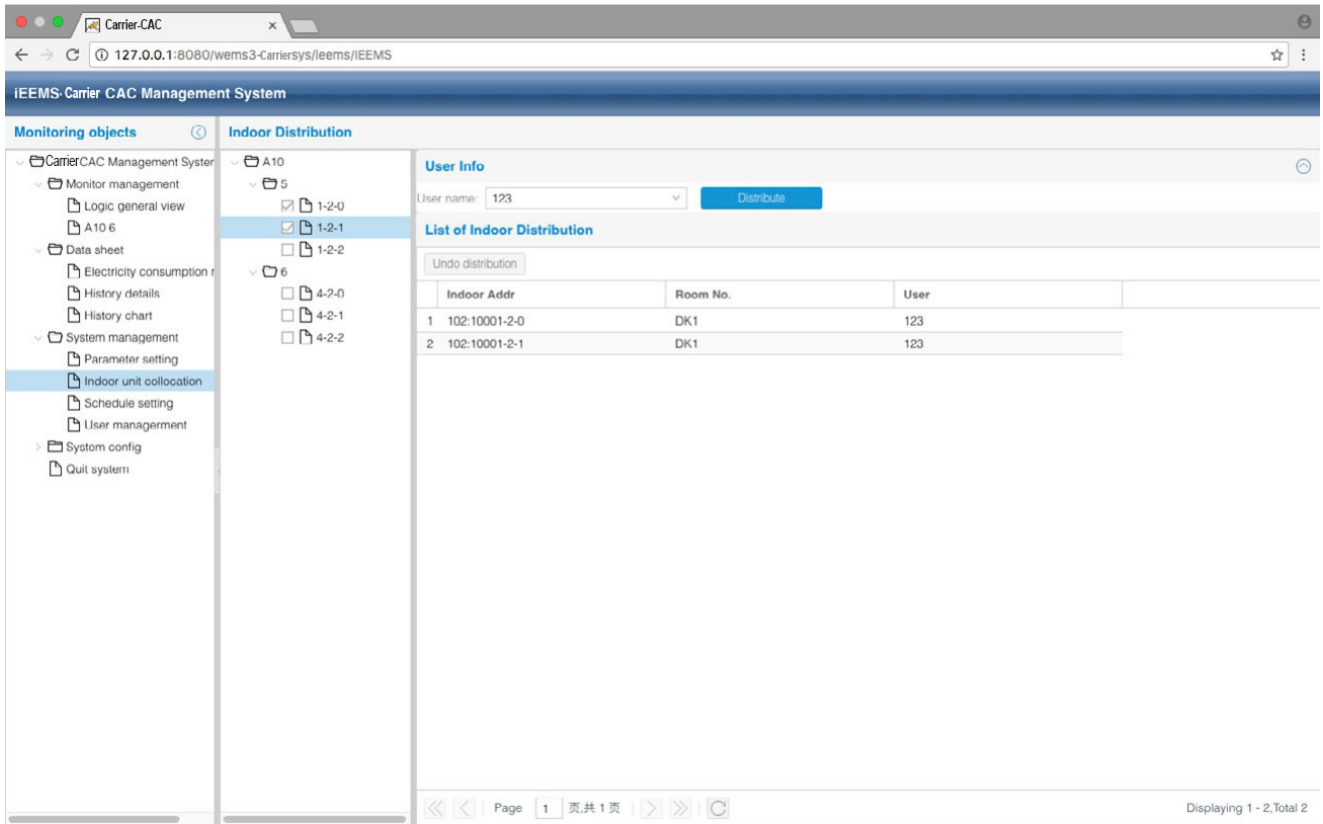 Carrier-CAC
127.0.0.1:8080/wems3-Carriersys/ieems/IEEMS
iEEMS-Carrier CAC Management System
Monitoring objects
Carrier CAC Management Syster
Monitor management
Logic general view
A10 6
Data sheet
Electricity consumption r
History details
History chart
System management
Parameter setting
Indoor unit collocation
Schedule setting
User managerment
System config
Quit system
Indoor Distribution
A10
5
1-2-0
1-2-1
1-2-2
6
4-2-0
4-2-1
4-2-2
User Info
User name: 123 Distribute
List of Indoor Distribution
Undo distribution
Indoor Addr Room No. User
1 102:10001-2-0 DK1 123
2 102:10001-2-1 DK1 123
Page 1 页,共 1 页
Displaying 1 - 2,Total 2